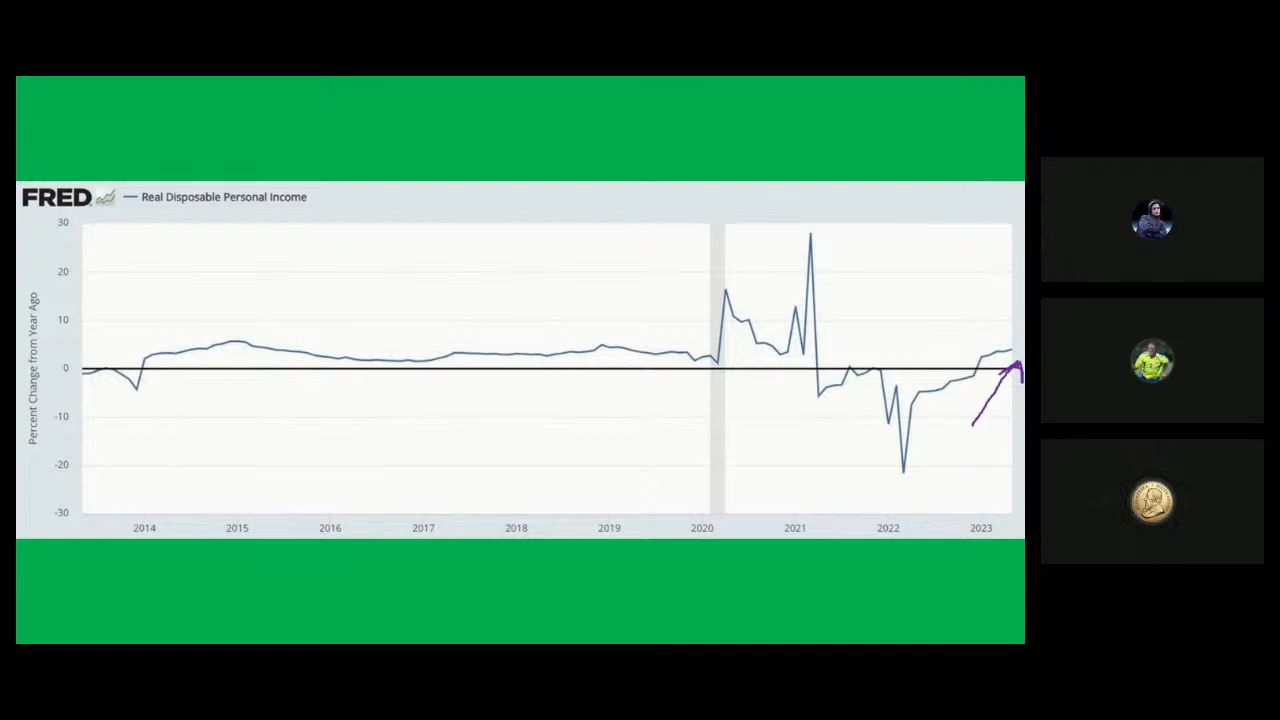 FRED
Real Disposable Personal Income
Percent Change from Year Ago
30
20
10
0
-10
-20
-30
2014 2015 2016 2017 2018 2019 2020 2021 2022 2023